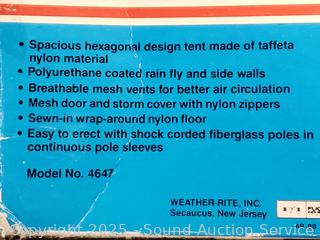 • Spacious hexagonal design tent made of taffeta
nylon material
• Polyurethane coated rain fly and side walls
• Breathable mesh vents for better air circulation
• Mesh door and storm cover with nylon zippers
• Sewn-in wrap-around nylon floor
• Easy to erect with shock corded fiberglass poles in
continuous pole sleeves
Model No. 4647
WEATHER-RITE, INC.
Secaucus, New Jersey
Copyright 2025 - Sound Auction Service